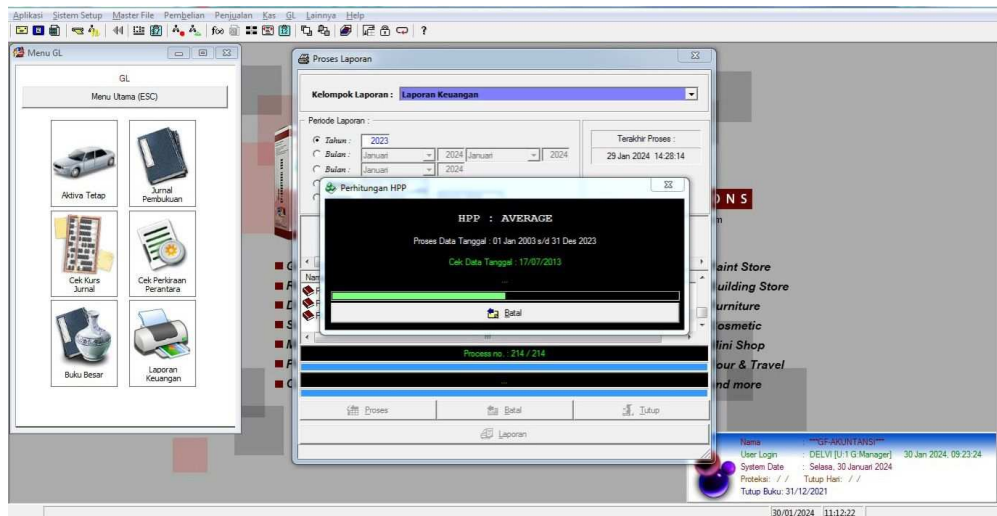 Aplikasi Sistem Setup Master File Pembelian Penjualan Kas GL Lainnya Help
Menu GL
GL
Menu Utama (ESC)
Aktiva Tetap
Jurnal
Pembukuan
Cek Kurs
Jurnal
Cek Perkiraan
Perantara
Buku Besar
Laporan
Keuangan
Proses Laporan
Kelompok Laporan : Laporan Keuangan
Periode Laporan :
Tahun : 2023
Bulan : Januari 2024 Januari 2024
Bulan : Januari 2024
Terakhir Proses :
29 Jan 2024 14:28:14
Perhitungan HPP
HPP : AVERAGE
Proses Data Tanggal : 01 Jan 2003 s/d 31 Des 2023
Cek Data Tanggal : 17/07/2013
...
Batal
Process no. : 214 / 214
...
Proses Batal Tutup
Laporan
O N S
aint Store
uilding Store
urniture
osmetic
ini Shop
our & Travel
nd more
Nama : ""GF-AKUNTANSI""
User Login : DELVI [U:1 G:Manager] 30 Jan 2024, 09:23:24
System Date : Selasa, 30 Januari 2024
Proteksi: / / Tutup Hari: / /
Tutup Buku: 31/12/2021
30/01/2024 11:12:22